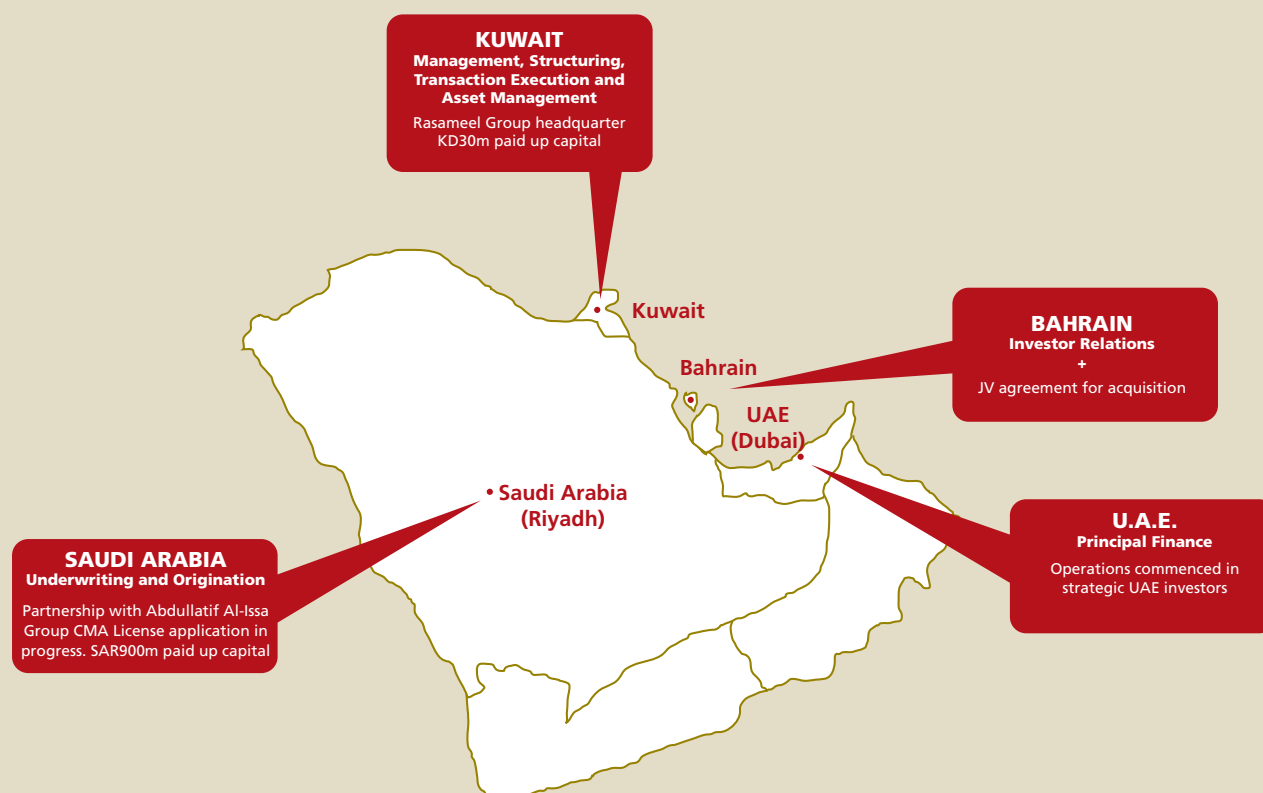 KUWAIT
Management, Structuring,
Transaction Execution and
Asset Management
Rasameel Group headquarter
KD30m paid up capital
Kuwait
Bahrain
BAHRAIN
Investor Relations
+
JV agreement for acquisition
UAE
(Dubai)
Saudi Arabia
(Riyadh)
U.A.E.
Principal Finance
Operations commenced in
strategic UAE investors
SAUDI ARABIA
Underwriting and Origination
Partnership with Abdullatif Al-Issa
Group CMA License application in
progress. SAR900m paid up capital